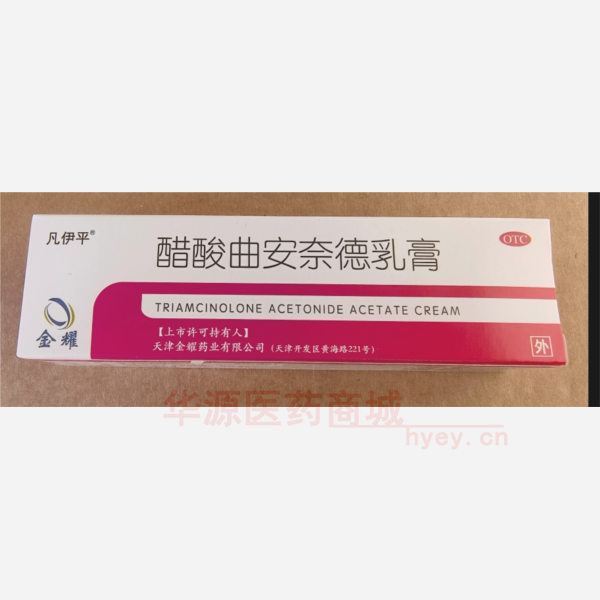 凡伊平®
醋酸曲安奈德乳膏
OTC
TRIAMCINOLONE ACETONIDE ACETATE CREAM
金耀
【上市许可持有人】
天津金耀药业有限公司（天津开发区黄海路221号）
外
华源医药商城
hyey.cn